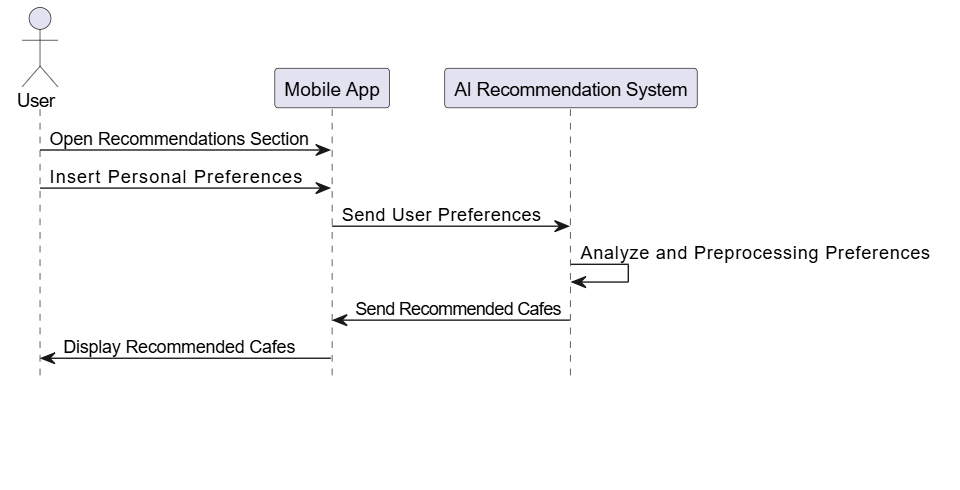 User
Mobile App
AI Recommendation System
Open Recommendations Section
Insert Personal Preferences
Send User Preferences
Analyze and Preprocessing Preferences
Send Recommended Cafes
Display Recommended Cafes